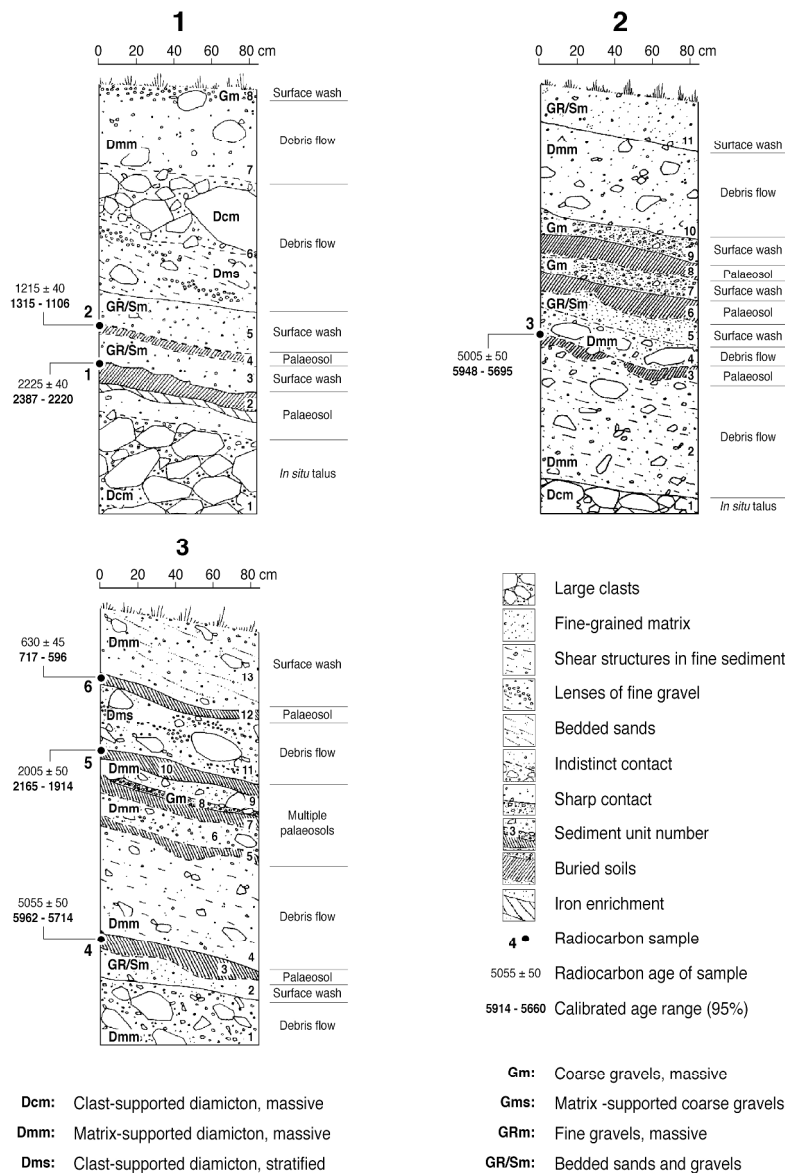 1
0 20 40 60 80 cm
Gm 8
Surface wash
Dmm
Debris flow
7
Dcm
6
Debris flow
Dms
1215 ± 40
1315 - 1106
2
GR/Sm
5
Surface wash
GR/Sm
4
Palaeosol
1
3
Surface wash
2225 ± 40
2387 - 2220
2
Palaeosol
In situ talus
Dcm
1
2
0 20 40 60 80 cm
GR/Sm
11
Surface wash
Dmm
Debris flow
10
Gm
9
Surface wash
Gm
8
Palaeosol
7
Surface wash
GR/Sm
6
Palaeosol
3
5
Surface wash
Dmm
5005 ± 50
5948 - 5695
4
Debris flow
3
Palaeosol
2
Debris flow
Dmm
Dcm
1
In situ talus
3
0 20 40 60 80 cm
630 ± 45
717 - 596
Dmm
13
Surface wash
6
Dms
12
Palaeosol
Debris flow
5
Dmm
10
11
2005 ± 50
2165 - 1914
Gm
8
9
Dmm
7
Multiple
palaeosols
6
5
5055 ± 50
5962 - 5714
Dmm
Debris flow
4
4
GR/Sm
3
Palaeosol
2
Surface wash
Dmm
1
Debris flow
Large clasts
Fine-grained matrix
Shear structures in fine sediment
Lenses of fine gravel
Bedded sands
Indistinct contact
Sharp contact
3
Sediment unit number
Buried soils
Iron enrichment
4 Radiocarbon sample
5055 ± 50 Radiocarbon age of sample
5914 - 5660 Calibrated age range (95%)
Dcm: Clast-supported diamicton, massive
Dmm: Matrix-supported diamicton, massive
Dms: Clast-supported diamicton, stratified
Gm: Coarse gravels, massive
Gms: Matrix -supported coarse gravels
GRm: Fine gravels, massive
GR/Sm: Bedded sands and gravels